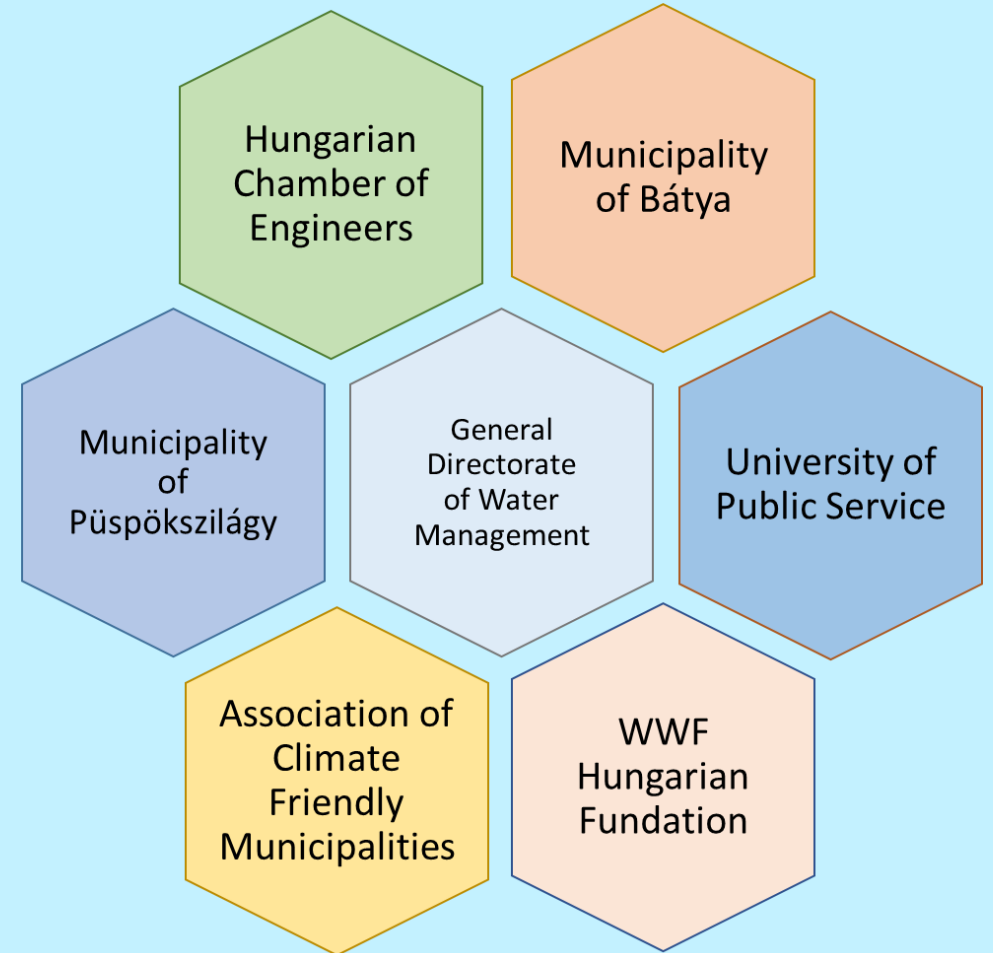 Hungarian
Chamber of
Engineers
Municipality
of Bátya
Municipality
of
Püspökszilágy
General
Directorate
of Water
Management
University of
Public Service
Association of
Climate
Friendly
Municipalities
WWF
Hungarian
Fundation